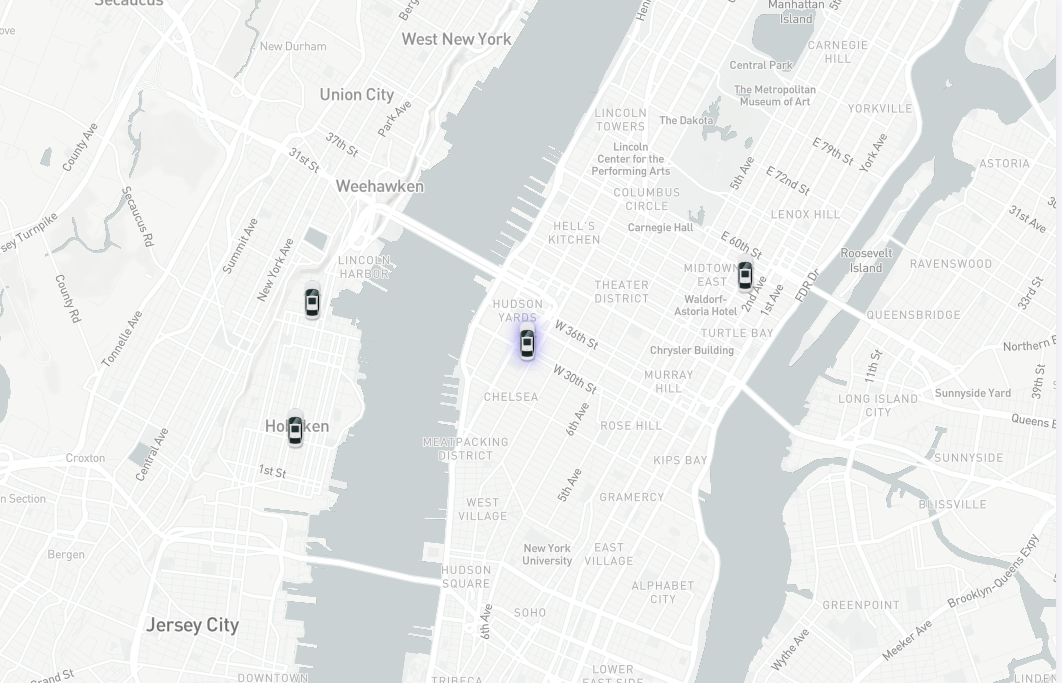 Secaucus
Manhattan
Island
West New York
New Durham
CARNEGIE
HILL
Central Park
Union City
Park Ave
The Metropolitan
Museum of Art
YORKVILLE
LINCOLN
TOWERS
The Dakota
County Ave
37th St
31st St
E 79th St
York Ave
Lincoln
Center for the
Performing Arts
5th Ave
ASTORIA
E 72nd St
Weehawken
COLUMBUS
CIRCLE
Secaucus Rd
31st Ave
LENOX HILL
HELL'S
KITCHEN
Carnegie Hall
sey Turnpike
Summit Ave
E 60th St
Roosevelt
Island
RAVENSWOOD
New York Ave
LINCOLN
HARBOR
MIDTOWN
EAST
County Rd
THEATER
DISTRICT
2nd Ave
1st Ave
FDR Dr
33rd St
HUDSON
YARDS
Waldorf-
Astoria Hotel
QUEENSBRIDGE
TURTLE BAY
W 36th St
Tonnelle Ave
Chrysler Building
Northern B
11th St
W 30th St
MURRAY
HILL
39th St
CHELSEA
Sunnyside Yard
LONG ISLAND
CITY
6th Ave
ROSE HILL
Queens B
Hoboken
MEATPACKING
DISTRICT
Central Ave
Croxton
KIPS BAY
SUNNYSIDE
1st St
5th Ave
n Section
GRAMERCY
WEST
VILLAGE
BLISSVILLE
Bergen
New York
University
EAST
VILLAGE
HUDSON
SQUARE
ALPHABET
CITY
Brooklyn-Queens Expy
SOHO
GREENPOINT
Jersey City
6th Ave
Wythe Ave
Meeker Ave
LOWER
EAST SIDE
Grand St
DOWNTOWN
TRIBECA
LINDEN